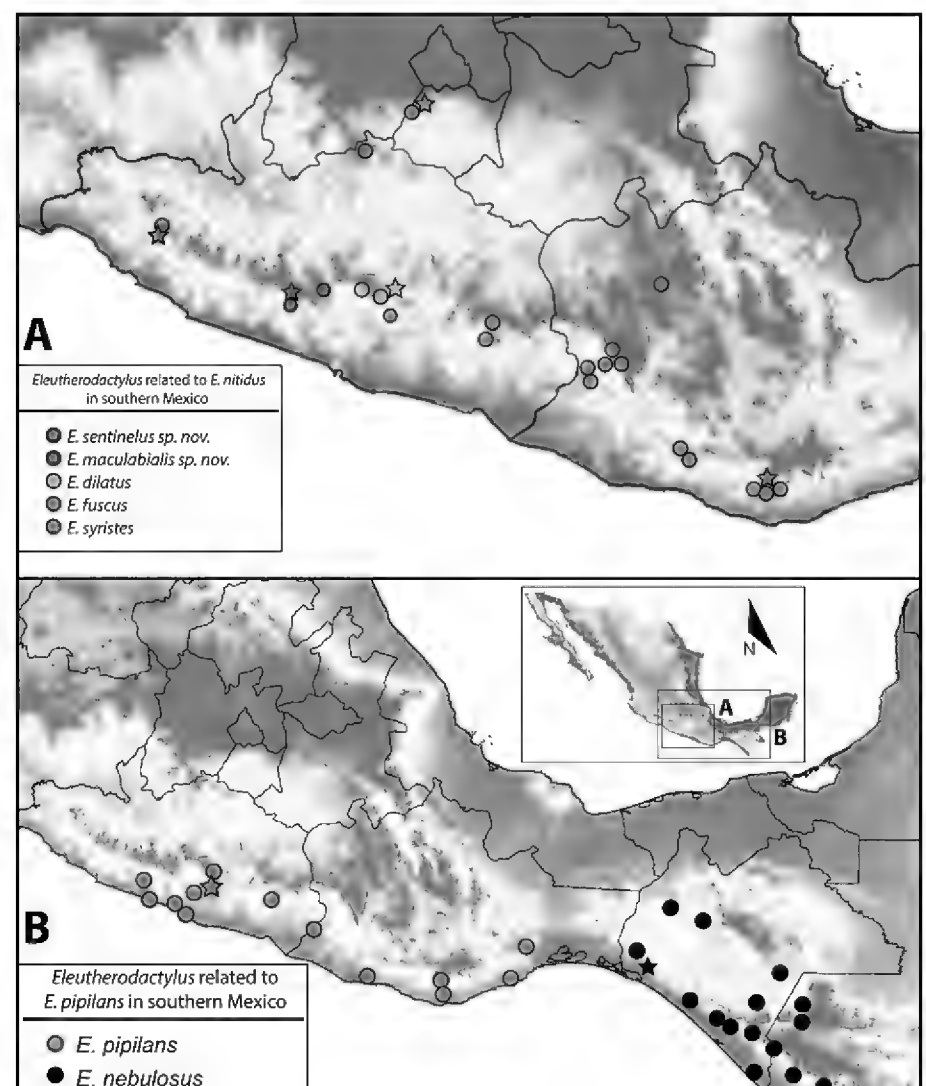 A
Eleutherodactylus related to E. nitidus
in southern Mexico
E. sentinelus sp. nov.
E. maculabialis sp. nov.
E. dilatus
E. fuscus
E. syristes
N
A
B
B
Eleutherodactylus related to
E. pipilans in southern Mexico
E. pipilans
E. nebulosus